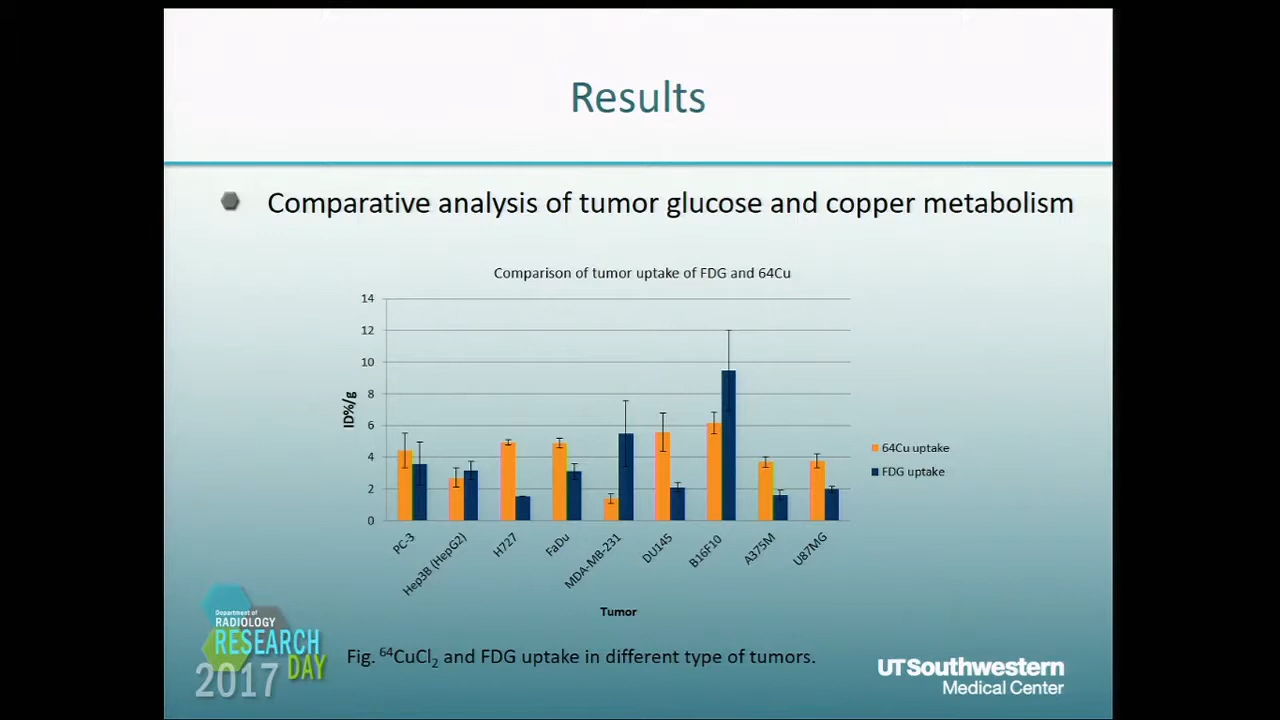 Results
Comparative analysis of tumor glucose and copper metabolism
Comparison of tumor uptake of FDG and 64Cu
14
12
10
8
6
4
2
0
ID%/g
PC-3
Hep3B (HepG2)
H727
FaDu
MDA-MB-231
DU145
B16F10
A375M
U87MG
Tumor
64Cu uptake
FDG uptake
Fig. ⁶⁴CuCl₂ and FDG uptake in different type of tumors.
Department of
RADIOLOGY
RESEARCH
DAY
2017
UTSouthwestern
Medical Center